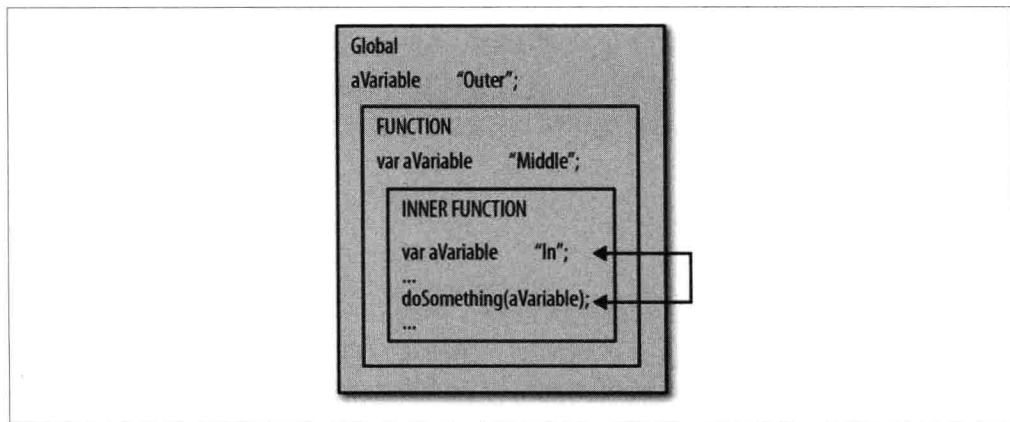 Global
aVariable “Outer”;
FUNCTION
var aVariable “Middle”;
INNER FUNCTION
var aVariable “In”;
...
doSomething(aVariable);
...